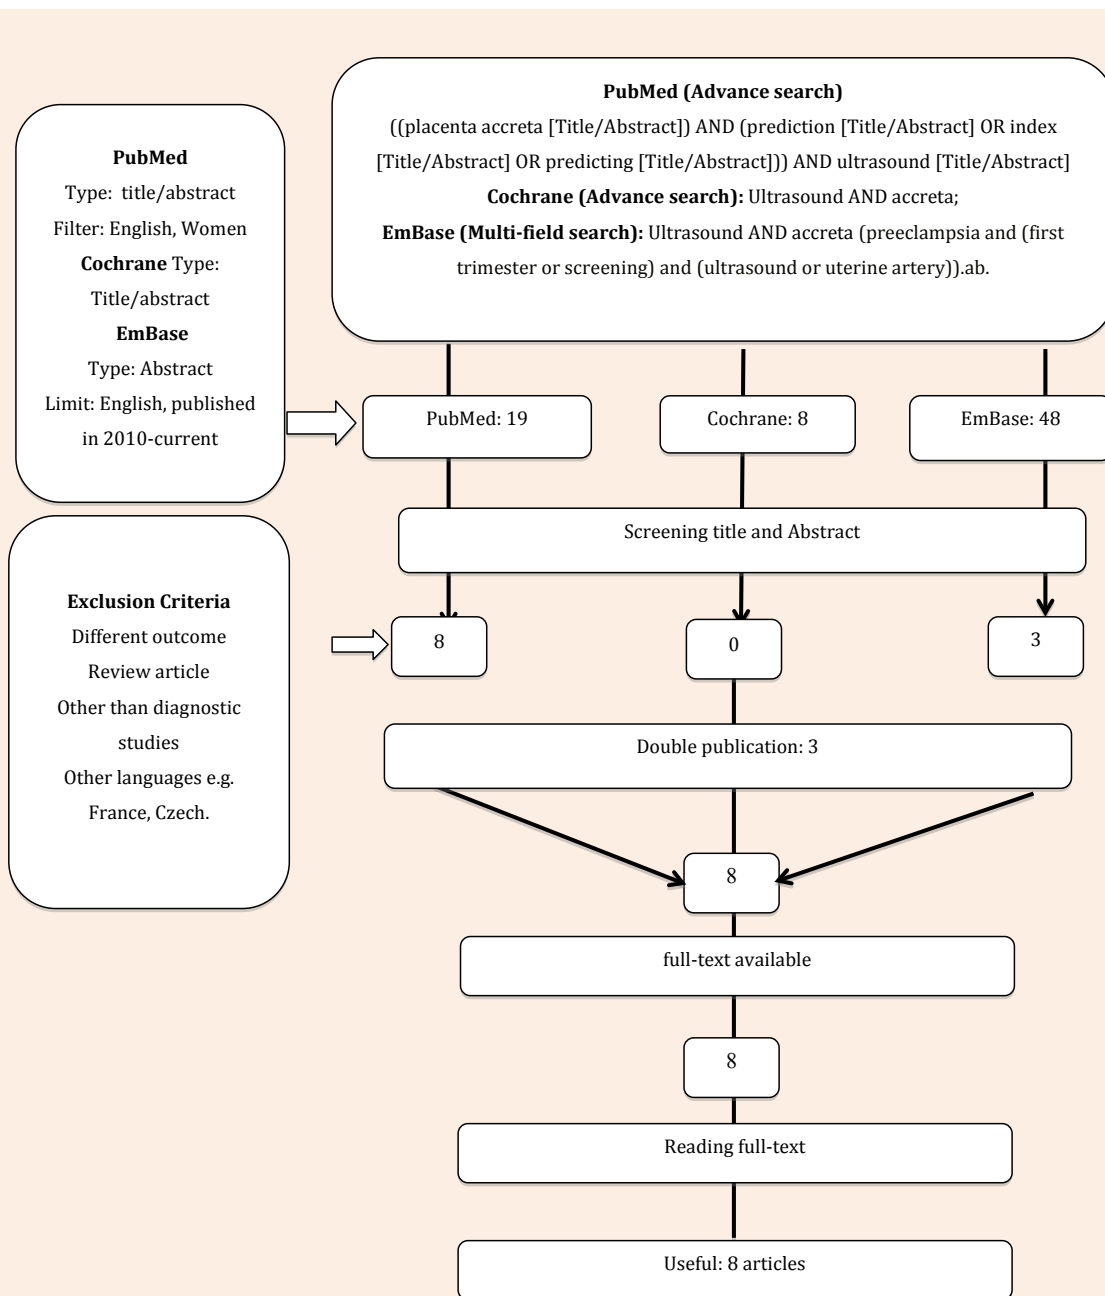 PubMed (Advance search)
((placenta accreta [Title/Abstract]) AND (prediction [Title/Abstract] OR index
[Title/Abstract] OR predicting [Title/Abstract])) AND ultrasound [Title/Abstract]
Cochrane (Advance search): Ultrasound AND accreta;
EmBase (Multi-field search): Ultrasound AND accreta (preeclampsia and (first
trimester or screening) and (ultrasound or uterine artery)).ab.
PubMed
Type: title/abstract
Filter: English, Women
Cochrane Type:
Title/abstract
EmBase
Type: Abstract
Limit: English, published
in 2010-current
PubMed: 19
Cochrane: 8
EmBase: 48
Screening title and Abstract
Exclusion Criteria
Different outcome
Review article
Other than diagnostic
studies
Other languages e.g.
France, Czech.
8
0
3
Double publication: 3
8
full-text available
8
Reading full-text
Useful: 8 articles